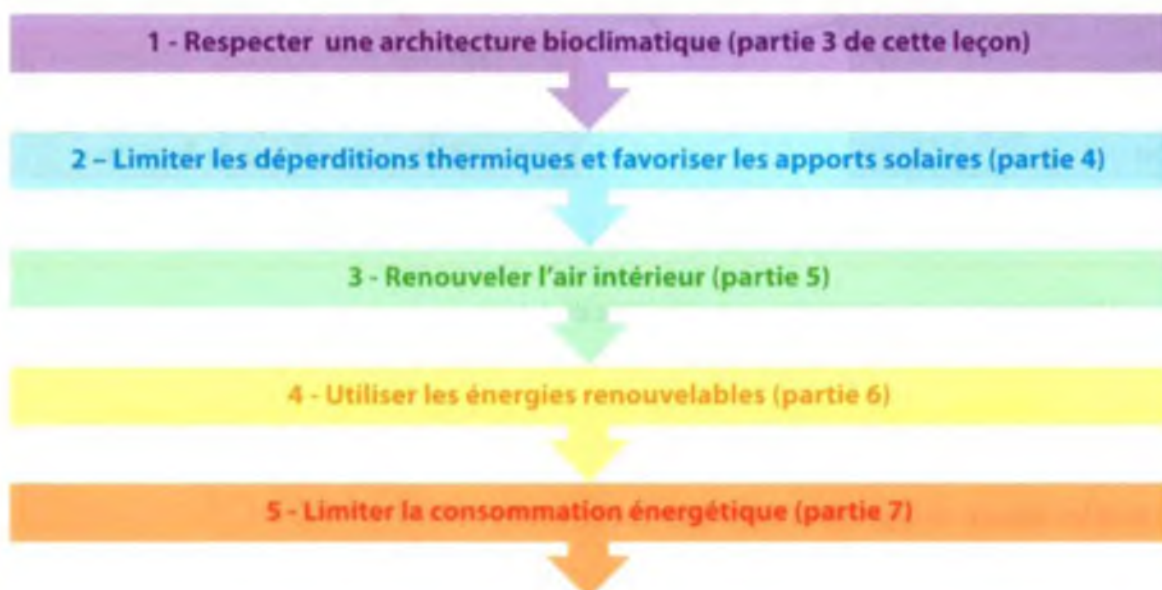 1 - Respecter une architecture bioclimatique (partie 3 de cette leçon)
2 – Limiter les déperditions thermiques et favoriser les apports solaires (partie 4)
3 - Renouveler l'air intérieur (partie 5)
4 - Utiliser les énergies renouvelables (partie 6)
5 - Limiter la consommation énergétique (partie 7)